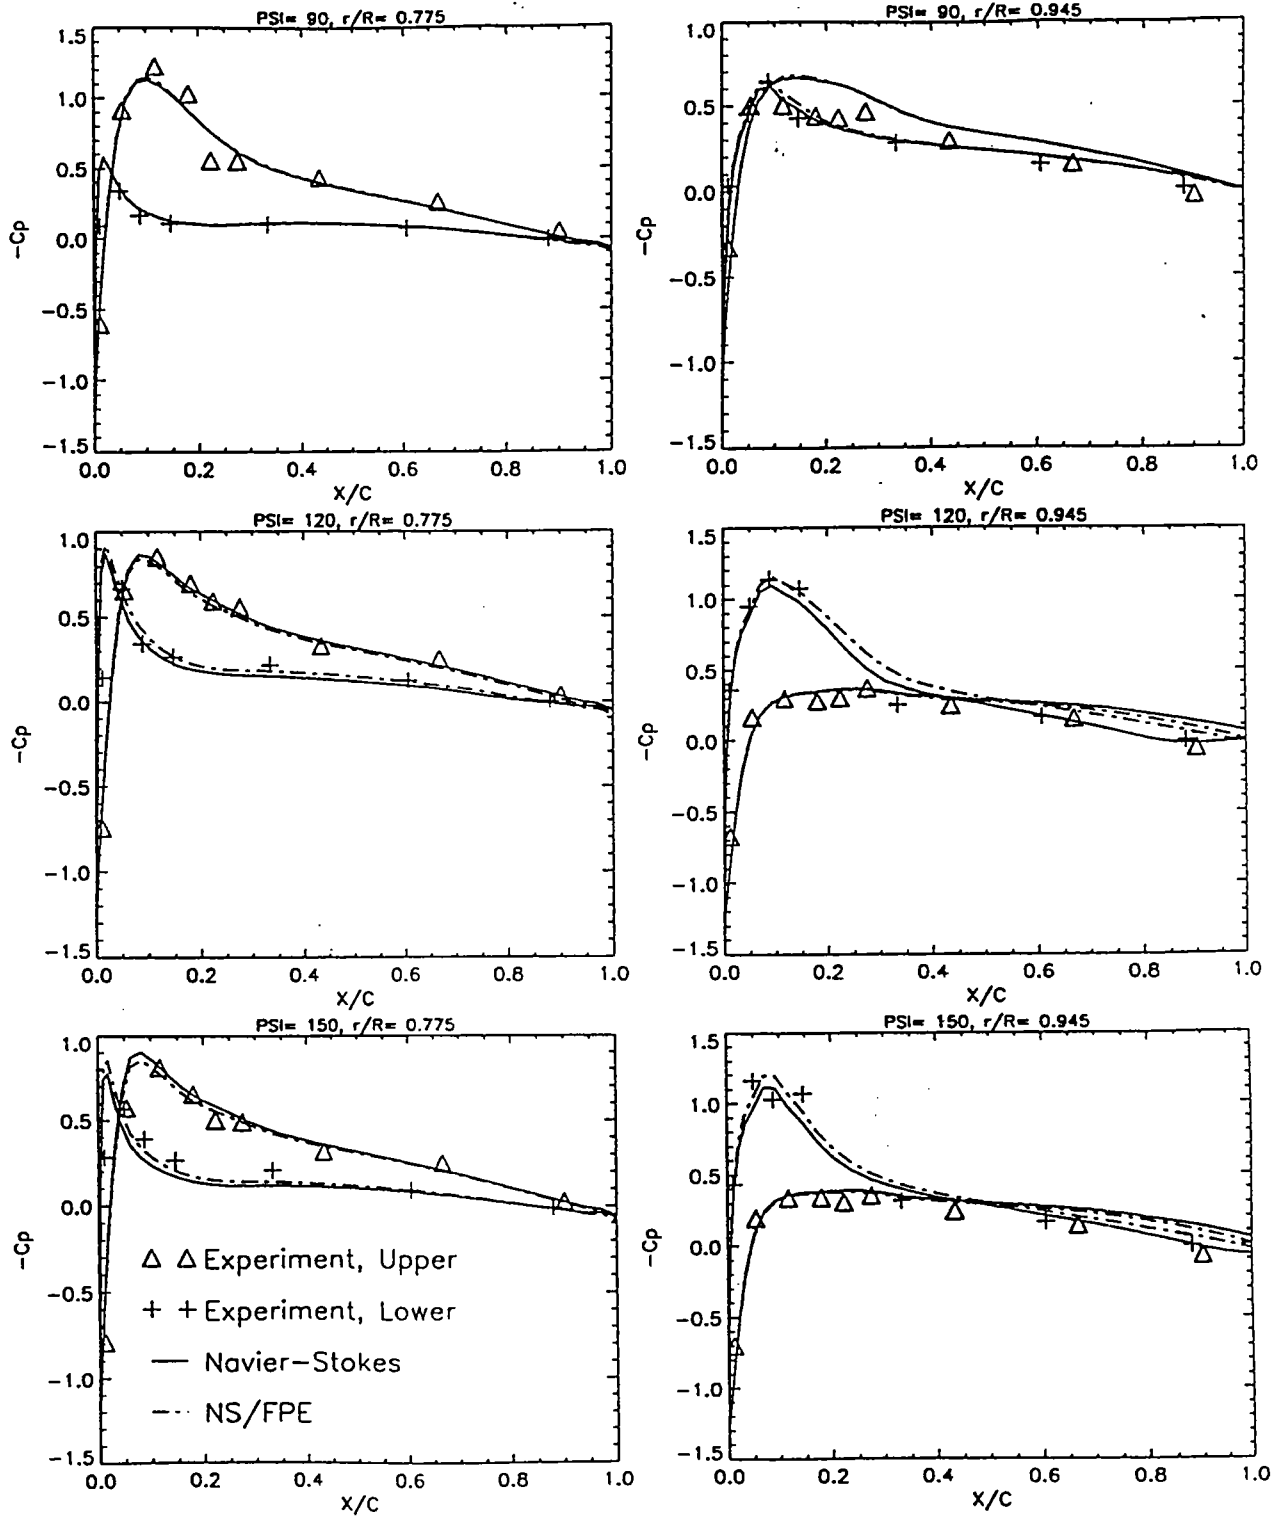 PSI= 90, r/R= 0.775
1.5
1.0
0.5
0.0
−0.5
−1.0
−1.5
−Cp
0.0 0.2 0.4 0.6 0.8 1.0
X/C
PSI= 90, r/R= 0.945
1.0
0.5
0.0
−0.5
−1.0
−1.5
−Cp
0.0 0.2 0.4 0.6 0.8 1.0
X/C
PSI= 120, r/R= 0.775
1.0
0.5
0.0
−0.5
−1.0
−1.5
−Cp
0.0 0.2 0.4 0.6 0.8 1.0
X/C
PSI= 120, r/R= 0.945
1.5
1.0
0.5
0.0
−0.5
−1.0
−1.5
−Cp
0.0 0.2 0.4 0.6 0.8 1.0
X/C
PSI= 150, r/R= 0.775
1.0
0.5
0.0
−0.5
−1.0
−1.5
−Cp
Experiment, Upper
Experiment, Lower
Navier−Stokes
NS/FPE
0.0 0.2 0.4 0.6 0.8 1.0
X/C
PSI= 150, r/R= 0.945
1.5
1.0
0.5
0.0
−0.5
−1.0
−1.5
−Cp
0.0 0.2 0.4 0.6 0.8 1.0
X/C